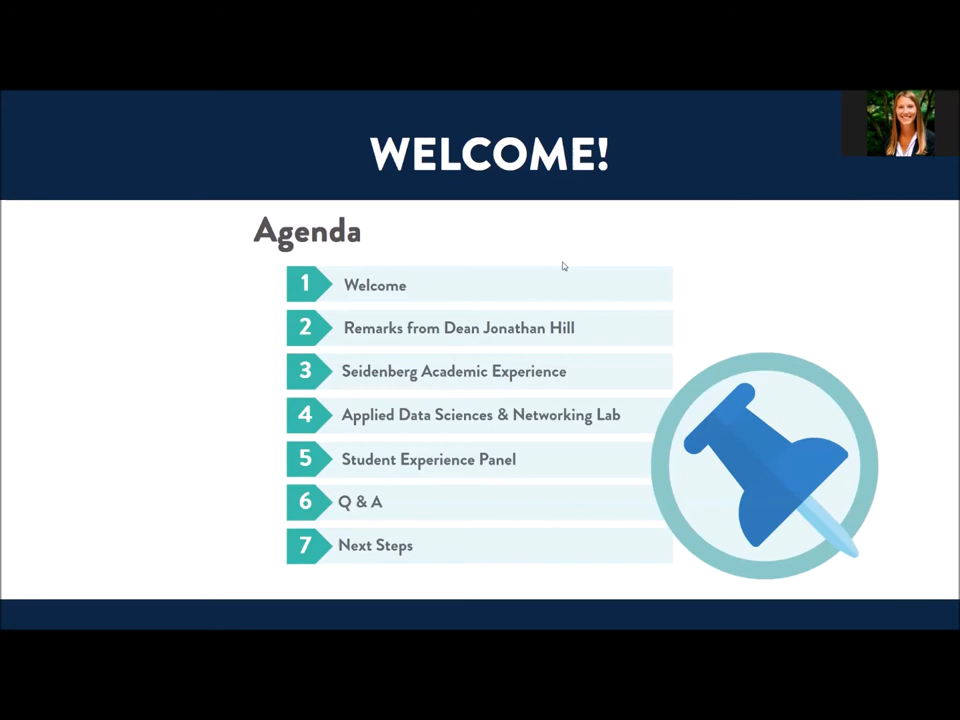 WELCOME!
Agenda
1 Welcome
2 Remarks from Dean Jonathan Hill
3 Seidenberg Academic Experience
4 Applied Data Sciences & Networking Lab
5 Student Experience Panel
6 Q & A
7 Next Steps